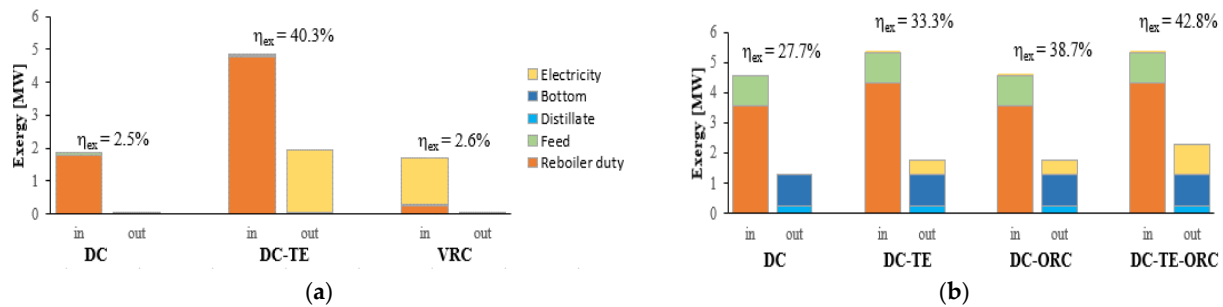 6
5
4
3
2
1
0
Exergy [MW]
ηex = 2.5%
ηex = 40.3%
ηex = 2.6%
in out in out in out
DC DC-TE VRC
Electricity
Bottom
Distillate
Feed
Reboiler duty
(a)
6
5
4
3
2
1
0
Exergy [MW]
ηex = 27.7%
ηex = 33.3%
ηex = 38.7%
ηex = 42.8%
in out in out in out in out
DC DC-TE DC-ORC DC-TE-ORC
(b)